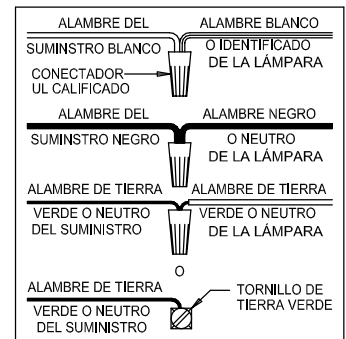 ALAMBRE DEL ALAMBRE BLANCO
SUMINSTRO BLANCO O IDENTIFICADO
DE LA LÁMPARA
CONECTADOR
UL CALIFICADO
ALAMBRE DEL ALAMBRE NEGRO
SUMINSTRO NEGRO O NEUTRO
DE LA LÁMPARA
ALAMBRE DE TIERRA ALAMBRE DE TIERRA
VERDE O NEUTRO VERDE O NEUTRO
DEL SUMINISTRO DE LA LÁMPARA
O
ALAMBRE DE TIERRA TORNILLO DE
TIERRA VERDE
VERDE O NEUTRO
DEL SUMINISTRO